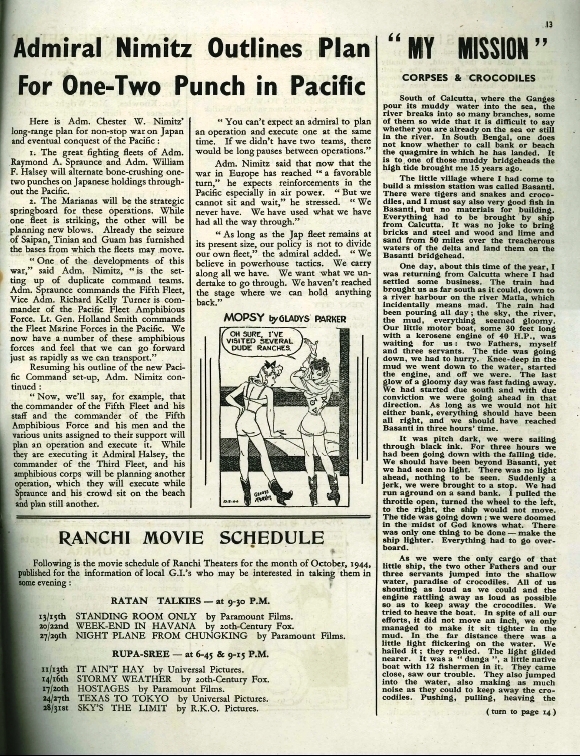 13
Admiral Nimitz Outlines Plan
For One-Two Punch in Pacific
Here is Adm. Chester W. Nimitz'
long-range plan for non-stop war on Japan
and eventual conquest of the Pacific :
1. The great fighting fleets of Adm.
Raymond A. Spraunce and Adm. William
F. Halsey will alternate bone-crushing one-
two punches on Japanese holdings through-
out the Pacific.
2. The Marianas will be the strategic
springboard for these operations. While
one fleet is striking, the other will be
planning new blows. Already the seizure
of Saipan, Tinian and Guam has furnished
the bases from which the fleets may move.
" One of the developments of this
war," said Adm. Nimitz, " is the set-
ting up of duplicate command teams.
Adm. Spraunce commands the Fifth Fleet,
Vice Adm. Richard Kelly Turner is com-
mander of the Pacific Fleet Amphibious
Force. Lt. Gen. Holland Smith commands
the Fleet Marine Forces in the Pacific. We
now have a number of these amphibious
forces and feel that we can go forward
just as rapidly as we can transport."
Resuming his outline of the new Paci-
fic Command set-up, Adm. Nimitz con-
tinued :
" Now, we'll say, for example, that
the commander of the Fifth Fleet and his
staff and the commander of the Fifth
Amphibious Force and his men and the
various units assigned to their support will
plan an operation and execute it. While
they are executing it Admiral Halsey, the
commander of the Third Fleet, and his
amphibious corps will be planning another
operation, which they will execute while
Spraunce and his crowd sit on the beach
and plan still another.
" You can't expect an admiral to plan
an operation and execute one at the same
time. If we didn't have two teams, there
would be long pauses between operations."
Adm. Nimitz said that now that the
war in Europe has reached " a favorable
turn," he expects reinforcements in the
Pacific especially in air power. " But we
cannot sit and wait," he stressed. " We
never have. We have used what we have
had all the way through."
" As long as the Jap fleet remains at
its present size, our policy is not to divide
our own fleet," the admiral added. " We
believe in powerhouse tactics. We carry
along all we have. We want what we un-
dertake to go through. We haven't reached
the stage where we can hold anything
back."
MOPSY by GLADYS PARKER
OH SURE, I'VE
VISITED SEVERAL
DUDE RANCHES.
GLADYS
PARKER
RANCHI MOVIE SCHEDULE
Following is the movie schedule of Ranchi Theaters for the month of October, 1944,
published for the information of local G.I.'s who may be interested in taking them in
some evening :
RATAN TALKIES — at 9-30 P.M.
13/15th STANDING ROOM ONLY by Paramount Films.
20/22nd WEEK-END IN HAVANA by 20th-Century Fox.
27/29th NIGHT PLANE FROM CHUNGKING by Paramount Films.
RUPA-SREE — at 6-45 & 9-15 P.M.
11/13th IT AIN'T HAY by Universal Pictures.
14/16th STORMY WEATHER by 20th-Century-Fox.
17/20th HOSTAGES by Paramount Films.
24/27th TEXAS TO TOKYO by Universal Pictures.
28/31st SKY'S THE LIMIT by R.K.O. Pictures.
" MY MISSION "
CORPSES & CROCODILES
South of Calcutta, where the Ganges
pour its muddy water into the sea, the
river breaks into so many branches, some
of them so wide that it is difficult to say
whether you are already on the sea or still
in the river. In South Bengal, one does
not know whether to call bank or beach
the quagmire in which he has landed. It
is to one of those muddy bridgeheads the
high tide brought me 15 years ago.
The little village where I had come to
build a mission station was called Basanti.
There were tigers and snakes and croco-
diles, and I must say also very good fish in
Basanti, but no materials for building.
Everything had to be brought by ship
from Calcutta. It was no joke to bring
bricks and steel and wood and lime and
sand from 50 miles over the treacherous
waters of the delta and land them on the
Basanti bridgehead.
One day, about this time of the year, I
was returning from Calcutta where I had
settled some business. The train had
brought us as far south as it could, down to
a river harbour on the river Matla, which
incidentally means mad. The rain had
been pouring all day ; the sky, the river,
the mud, everything seemed gloomy.
Our little motor boat, some 30 feet long
with a kerosene engine of 40 H.P., was
waiting for us : two Fathers, myself
and three servants. The tide was going
down, we had to hurry. Knee-deep in the
mud we went down to the water, started
the engine, and off we were. The last
glow of a gloomy day was fast fading away.
We had started due south and with due
conviction we were going ahead in that
direction. As long as we would not hit
either bank, everything should have been
all right, and we should have reached
Basanti in three hours' time.
It was pitch dark, we were sailing
through black ink. For three hours we
had been going down with the falling tide.
We should have been beyond Basanti, yet
we had seen no light. There was no light
ahead, nothing to be seen. Suddenly a
jerk, we were brought to a stop. We had
run aground on a sand bank. I pulled the
throttle open, turned the wheel to the left,
to the right, the ship would not move.
The tide was going down ; we were doomed
in the midst of God knows what. There
was only one thing to be done — make the
ship lighter. Everything had to go over-
board.
As we were the only cargo of that
little ship, the two other Fathers and our
three servants jumped into the shallow
water, paradise of crocodiles. All of us
shouting as loud as we could and the
engine rattling away as loud as possible
so as to keep away the crocodiles. We
tried to heave the boat. In spite of all our
efforts, it did not move an inch, we only
managed to make it sit tighter in the
mud. In the far distance there was a
little light flickering on the water. We
hailed it ; they replied. The light glided
nearer. It was a " dunga ", a little native
boat with 12 fishermen in it. They came
close, saw our trouble. They also jumped
into the water, also making as much
noise as they could to keep away the cro-
codiles. Pushing, pulling, heaving the
( turn to page 14 )